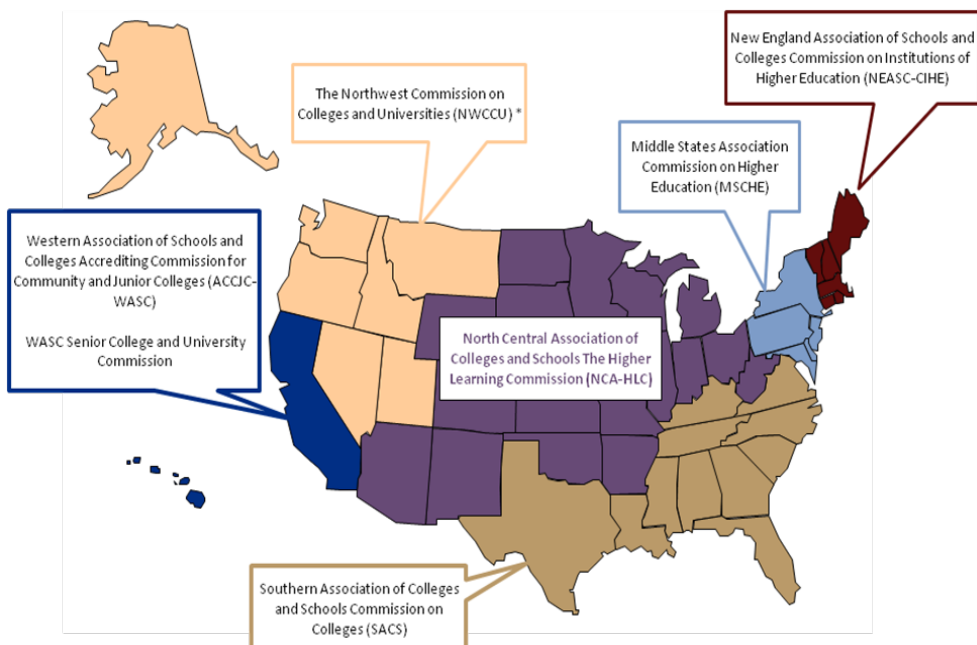 New England Association of Schools and
Colleges Commission on Institutions of
Higher Education (NEASC-CIHE)
The Northwest Commission on
Colleges and Universities (NWCCU) *
Middle States Association
Commission on Higher
Education (MSCHE)
Western Association of Schools and
Colleges Accrediting Commission for
Community and Junior Colleges (ACCJC-
WASC)
WASC Senior College and University
Commission
North Central Association of
Colleges and Schools The Higher
Learning Commission (NCA-HLC)
Southern Association of Colleges
and Schools Commission on
Colleges (SACS)